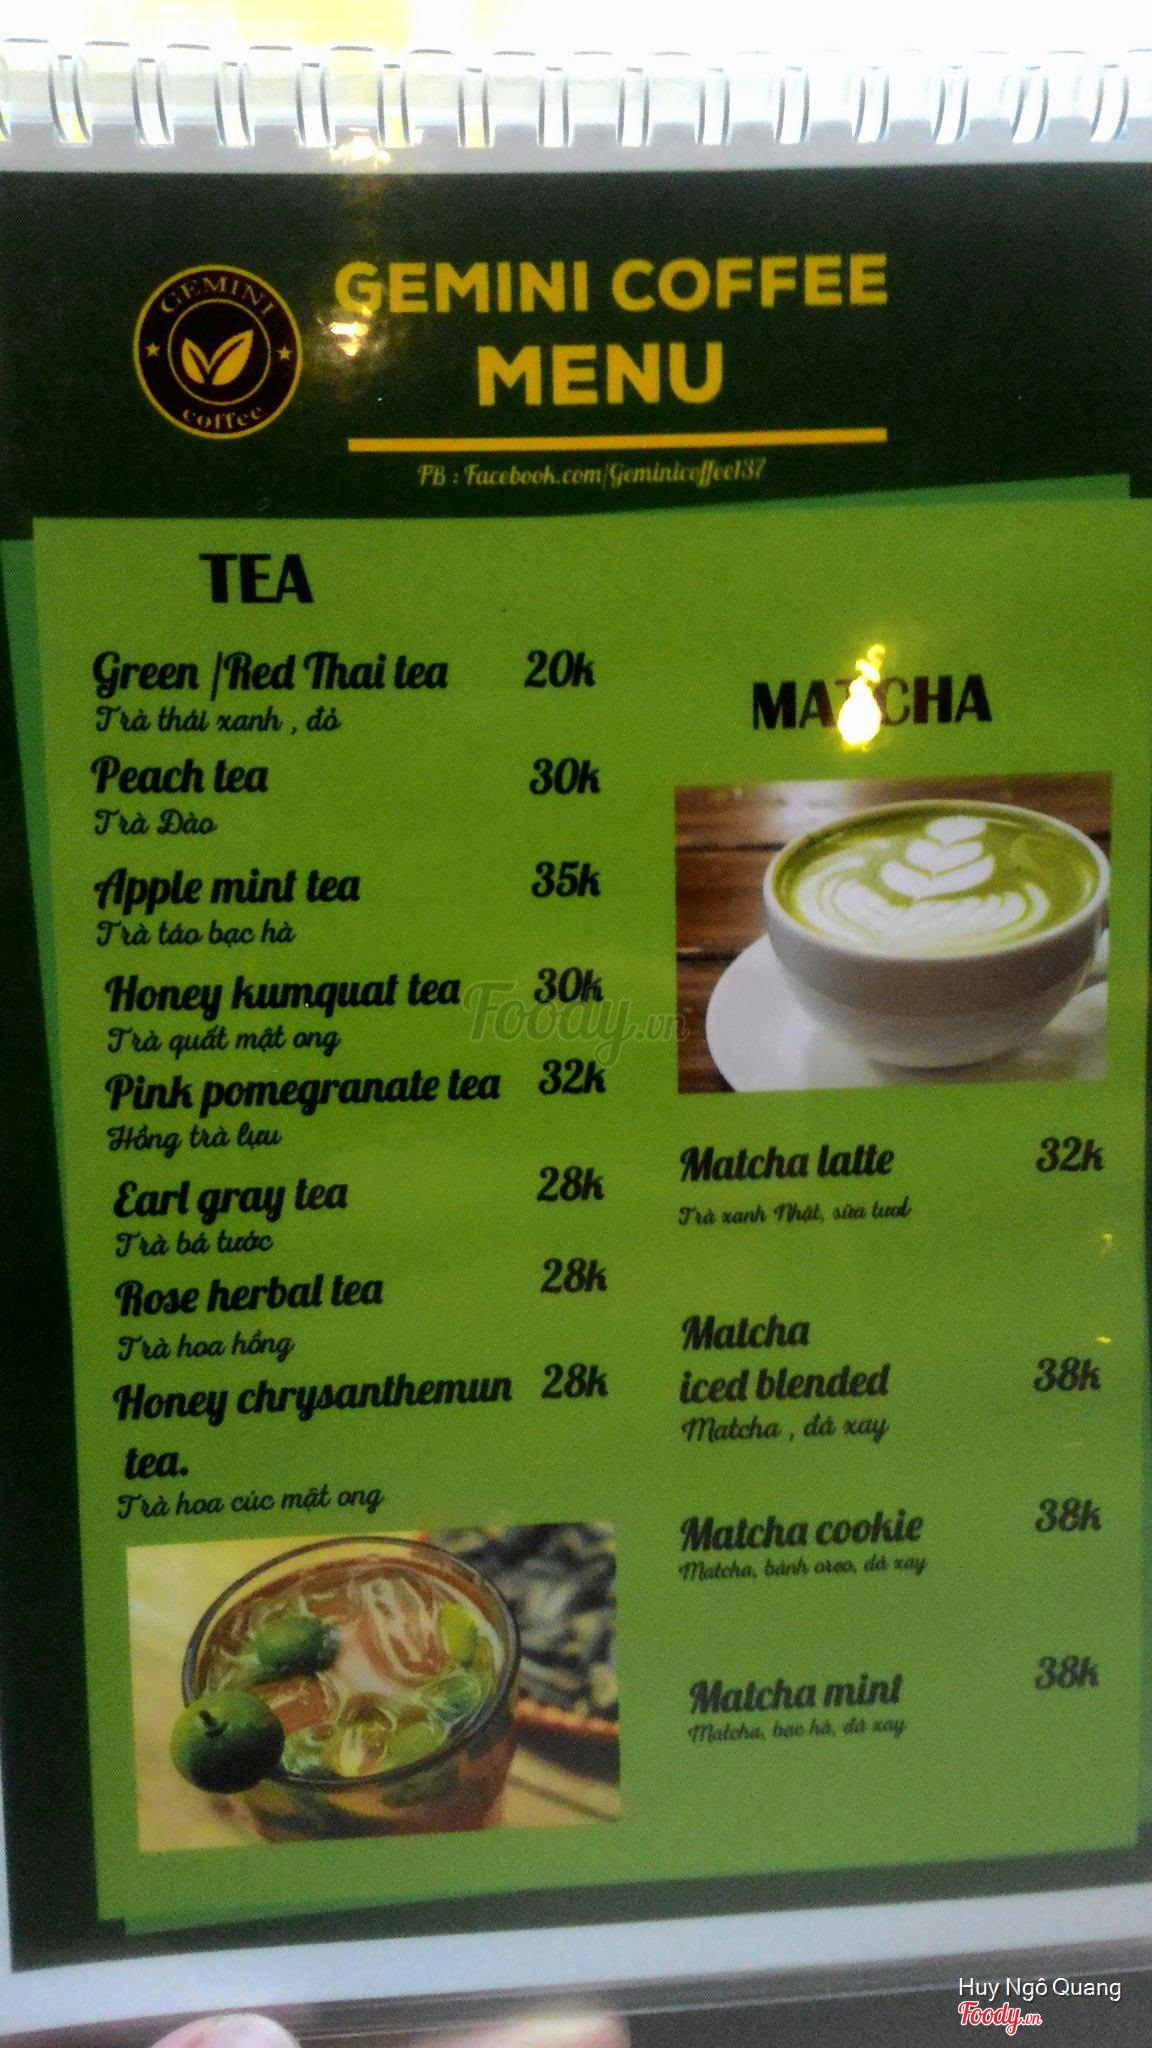 GEMINI
coffee
GEMINI COFFEE
MENU
FB : Facebook.com/Geminicoffee137
TEA
Green /Red Thai tea 20k
Trà thái xanh , đỏ
Peach tea 30k
Trà Đào
Apple mint tea 35k
Trà táo bạc hà
Honey kumquat tea 30k
Trà quất mật ong
Pink pomegranate tea 32k
Hồng trà lựu
Earl gray tea 28k
Trà bá tước
Rose herbal tea 28k
Trà hoa hồng
Honey chrysanthemun 28k
tea.
Trà hoa cúc mật ong
MATCHA
Matcha latte 32k
Trà xanh Nhật, sữa tươi
Matcha
iced blended 38k
Matcha , đá xay
Matcha cookie 38k
Matcha, bánh oreo, đá xay
Matcha mint 38k
Matcha, bạc hà, đá xay
Foody.vn
Huy Ngô Quang
Foody.vn